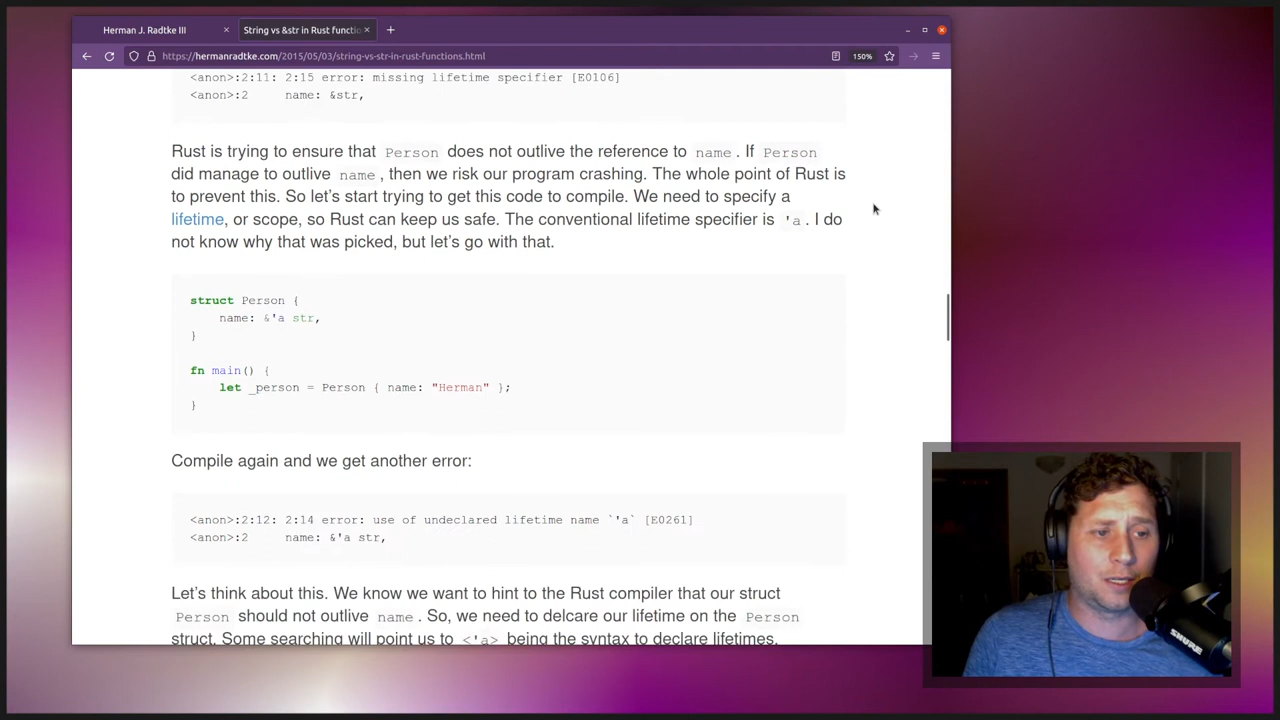 Herman J. Radtke III
String vs &str in Rust functio
https://hermanradtke.com/2015/05/03/string-vs-str-in-rust-functions.html
150%
<anon>:2:11: 2:15 error: missing lifetime specifier [E0106]
<anon>:2     name: &str,
Rust is trying to ensure that Person does not outlive the reference to name. If Person
did manage to outlive name, then we risk our program crashing. The whole point of Rust is
to prevent this. So let's start trying to get this code to compile. We need to specify a
lifetime, or scope, so Rust can keep us safe. The conventional lifetime specifier is 'a. I do
not know why that was picked, but let's go with that.
struct Person {
    name: &'a str,
}
fn main() {
    let _person = Person { name: "Herman" };
}
Compile again and we get another error:
<anon>:2:12: 2:14 error: use of undeclared lifetime name `'a` [E0261]
<anon>:2     name: &'a str,
Let's think about this. We know we want to hint to the Rust compiler that our struct
Person should not outlive name. So, we need to delcare our lifetime on the Person
struct. Some searching will point us to <'a> being the syntax to declare lifetimes.
SHURE